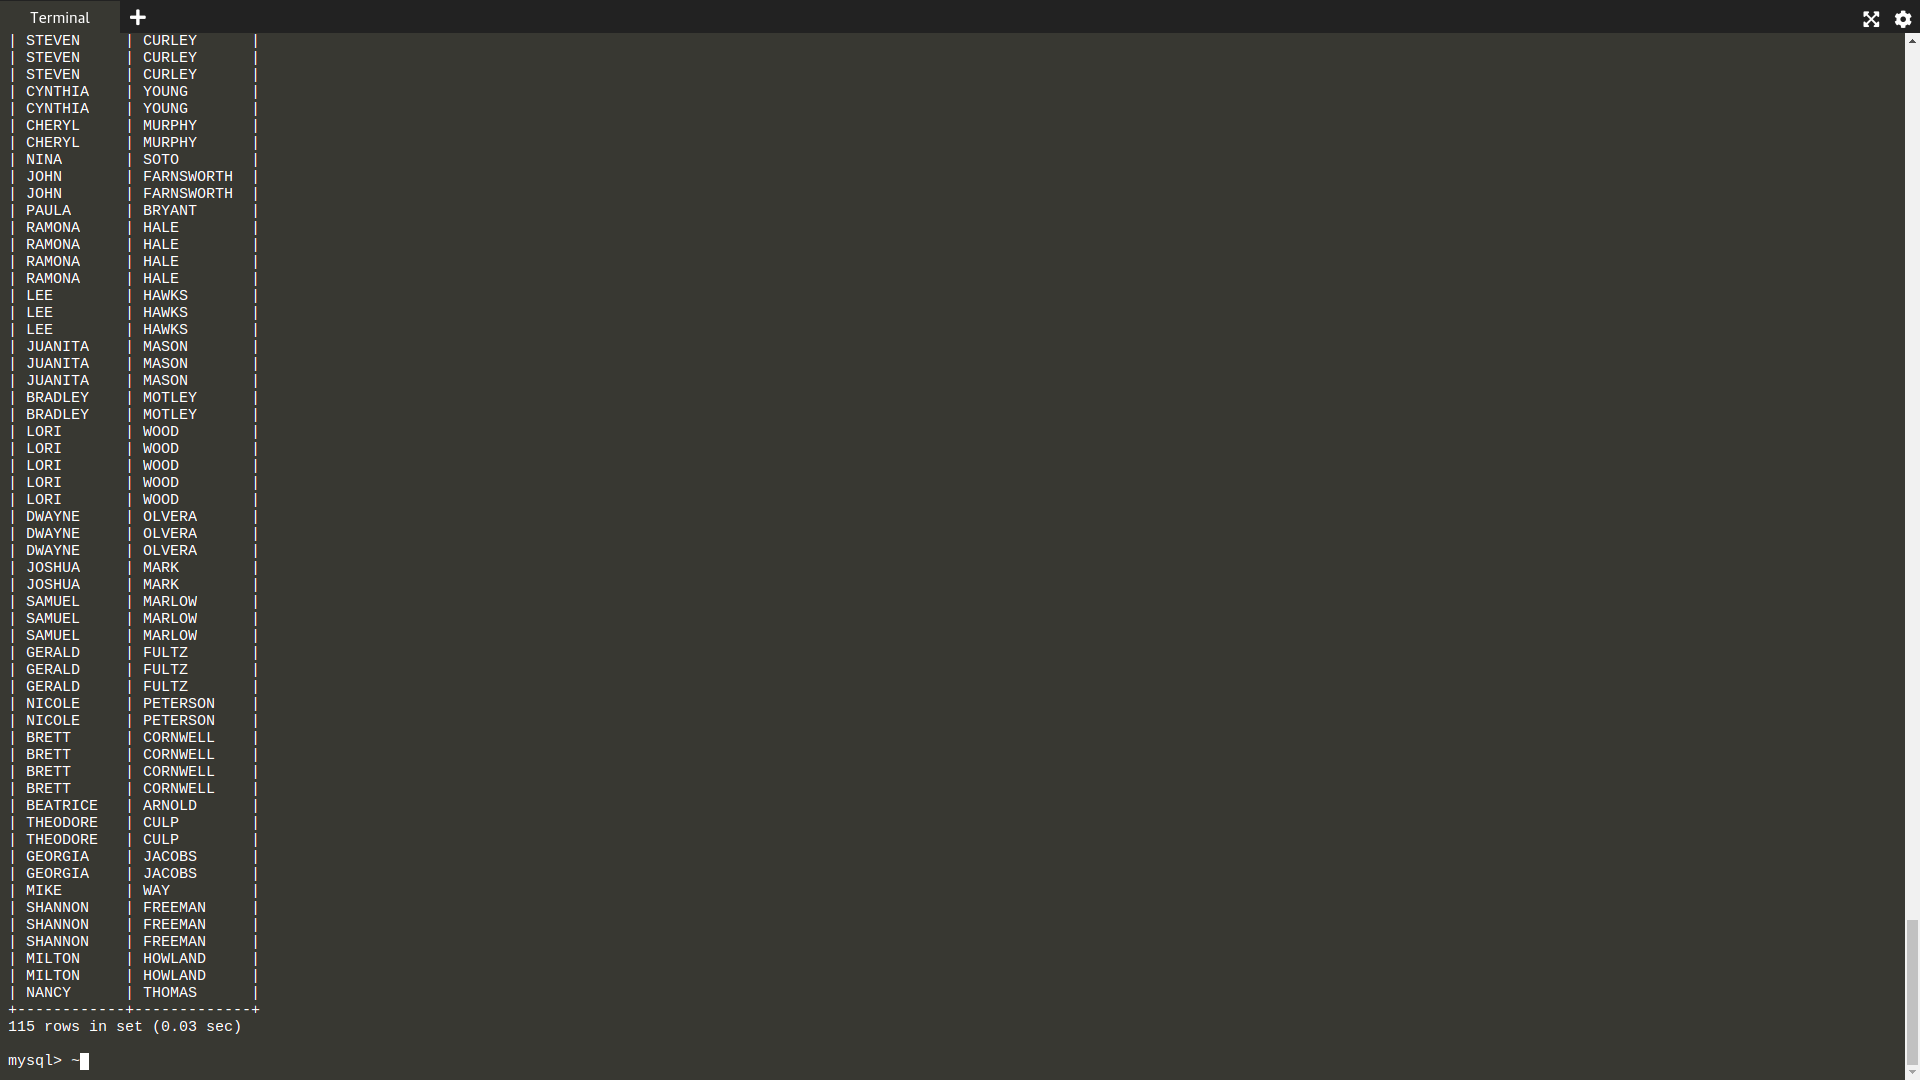 Terminal
| STEVEN | CURLEY |
| STEVEN | CURLEY |
| STEVEN | CURLEY |
| CYNTHIA | YOUNG |
| CYNTHIA | YOUNG |
| CHERYL | MURPHY |
| CHERYL | MURPHY |
| NINA | SOTO |
| JOHN | FARNSWORTH |
| JOHN | FARNSWORTH |
| PAULA | BRYANT |
| RAMONA | HALE |
| RAMONA | HALE |
| RAMONA | HALE |
| RAMONA | HALE |
| LEE | HAWKS |
| LEE | HAWKS |
| LEE | HAWKS |
| JUANITA | MASON |
| JUANITA | MASON |
| JUANITA | MASON |
| BRADLEY | MOTLEY |
| BRADLEY | MOTLEY |
| LORI | WOOD |
| LORI | WOOD |
| LORI | WOOD |
| LORI | WOOD |
| LORI | WOOD |
| DWAYNE | OLVERA |
| DWAYNE | OLVERA |
| DWAYNE | OLVERA |
| JOSHUA | MARK |
| JOSHUA | MARK |
| SAMUEL | MARLOW |
| SAMUEL | MARLOW |
| SAMUEL | MARLOW |
| GERALD | FULTZ |
| GERALD | FULTZ |
| GERALD | FULTZ |
| NICOLE | PETERSON |
| NICOLE | PETERSON |
| BRETT | CORNWELL |
| BRETT | CORNWELL |
| BRETT | CORNWELL |
| BRETT | CORNWELL |
| BEATRICE | ARNOLD |
| THEODORE | CULP |
| THEODORE | CULP |
| GEORGIA | JACOBS |
| GEORGIA | JACOBS |
| MIKE | WAY |
| SHANNON | FREEMAN |
| SHANNON | FREEMAN |
| SHANNON | FREEMAN |
| MILTON | HOWLAND |
| MILTON | HOWLAND |
| NANCY | THOMAS |
+------------+-------------+
115 rows in set (0.03 sec)
mysql> ~